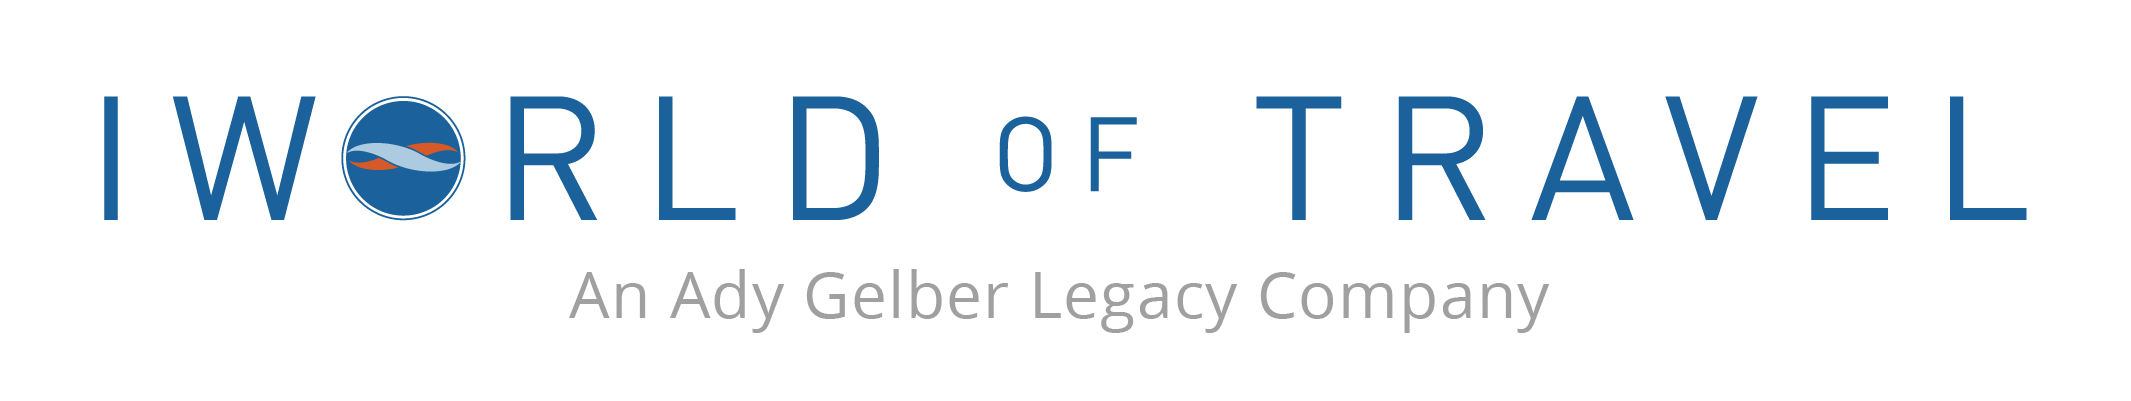 IWORLD OF TRAVEL
An Ady Gelber Legacy Company